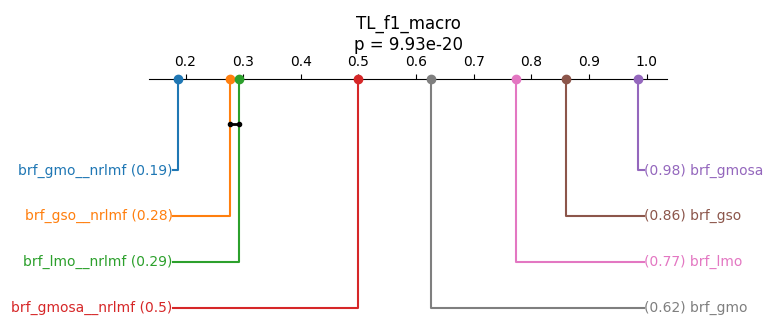 TL_f1_macro
p = 9.93e-20
0.2 0.3 0.4 0.5 0.6 0.7 0.8 0.9 1.0
brf_gmo__nrlmf (0.19) (0.98) brf_gmosa
brf_gso__nrlmf (0.28) (0.86) brf_gso
brf_lmo__nrlmf (0.29) (0.77) brf_lmo
brf_gmosa__nrlmf (0.5) (0.62) brf_gmo